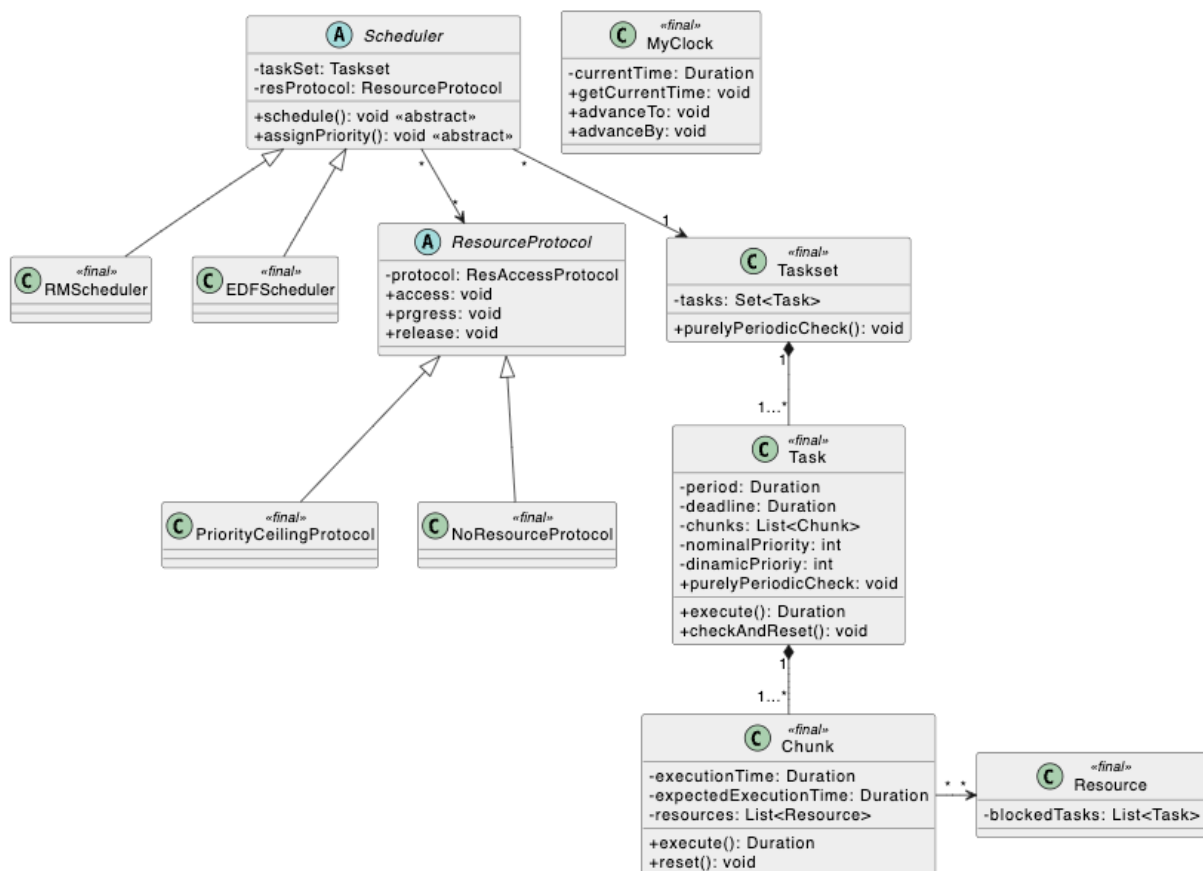 A Scheduler
-taskSet: Taskset
-resProtocol: ResourceProtocol
+schedule(): void «abstract»
+assignPriority(): void «abstract»
«final»
C MyClock
-currentTime: Duration
+getCurrentTime: void
+advanceTo: void
+advanceBy: void
* *
* 1
«final»
C RMScheduler
«final»
C EDFScheduler
A ResourceProtocol
-protocol: ResAccessProtocol
+access: void
+prgress: void
+release: void
«final»
C Taskset
-tasks: Set<Task>
+purelyPeriodicCheck(): void
1
1...*
«final»
C PriorityCeilingProtocol
«final»
C NoResourceProtocol
«final»
C Task
-period: Duration
-deadline: Duration
-chunks: List<Chunk>
-nominalPriority: int
-dinamicPrioriy: int
+purelyPeriodicCheck: void
+execute(): Duration
+checkAndReset(): void
1
1...*
«final»
C Chunk
-executionTime: Duration
-expectedExecutionTime: Duration
-resources: List<Resource>
+execute(): Duration
+reset(): void
* *
«final»
C Resource
-blockedTasks: List<Task>